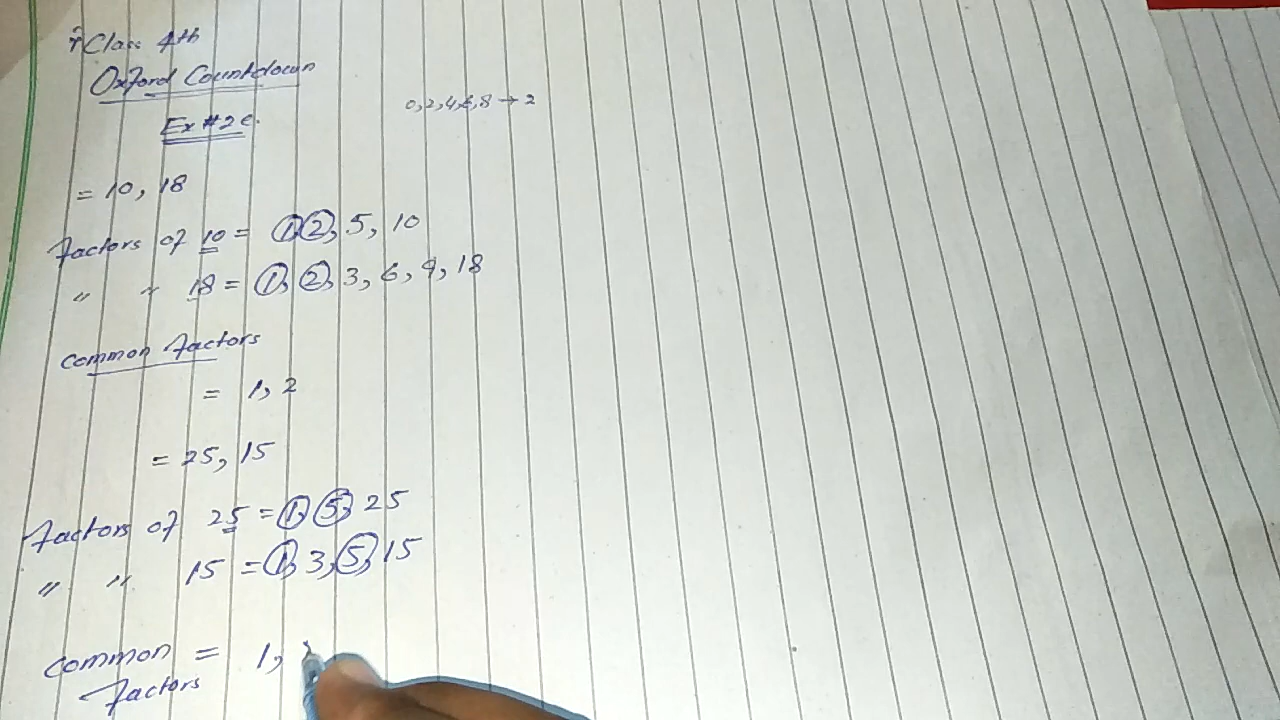 Class 4th
Oxford Countdown
Ex # 2c.
0, 2, 4, 6, 8 → 2
= 10, 18
Factors of 10 = 1, 2, 5, 10
" " 18 = 1, 2, 3, 6, 9, 18
Common Factors
= 1, 2
= 25, 15
Factors of 25 = 1, 5, 25
" " 15 = 1, 3, 5, 15
Common = 1,
Factors